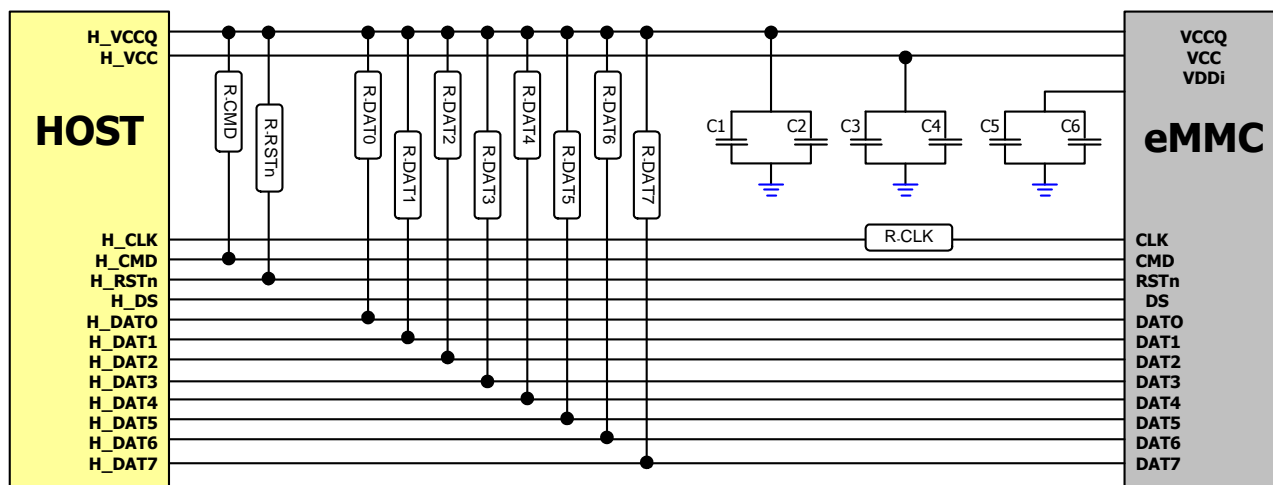 H_VCCQ
H_VCC
HOST
H_CLK
H_CMD
H_RSTn
H_DS
H_DATO
H_DAT1
H_DAT2
H_DAT3
H_DAT4
H_DAT5
H_DAT6
H_DAT7
R.CMD
R.RSTn
R.DAT0
R.DAT1
R.DAT2
R.DAT3
R.DAT4
R.DAT5
R.DAT6
R.DAT7
C1
C2
C3
C4
C5
C6
R.CLK
VCCQ
VCC
VDDi
eMMC
CLK
CMD
RSTn
DS
DATO
DAT1
DAT2
DAT3
DAT4
DAT5
DAT6
DAT7